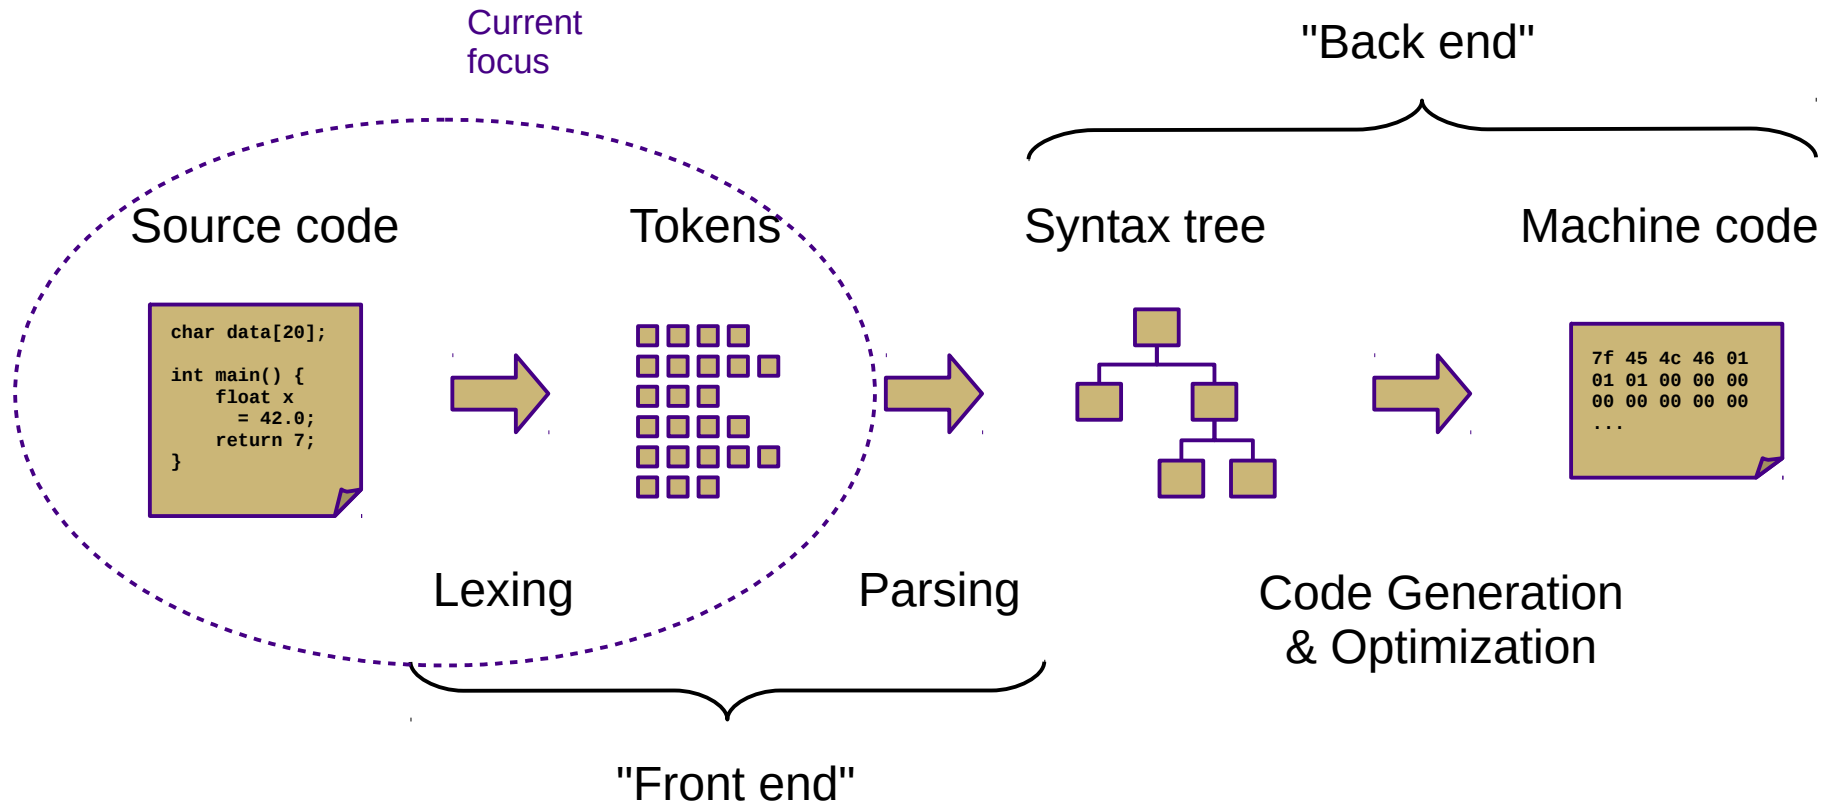 Current
focus
"Back end"
Source code
Tokens
Syntax tree
Machine code
char data[20];
int main() {
float x
= 42.0;
return 7;
}
7f 45 4c 46 01
01 01 00 00 00
00 00 00 00 00
...
Lexing
Parsing
Code Generation
& Optimization
"Front end"